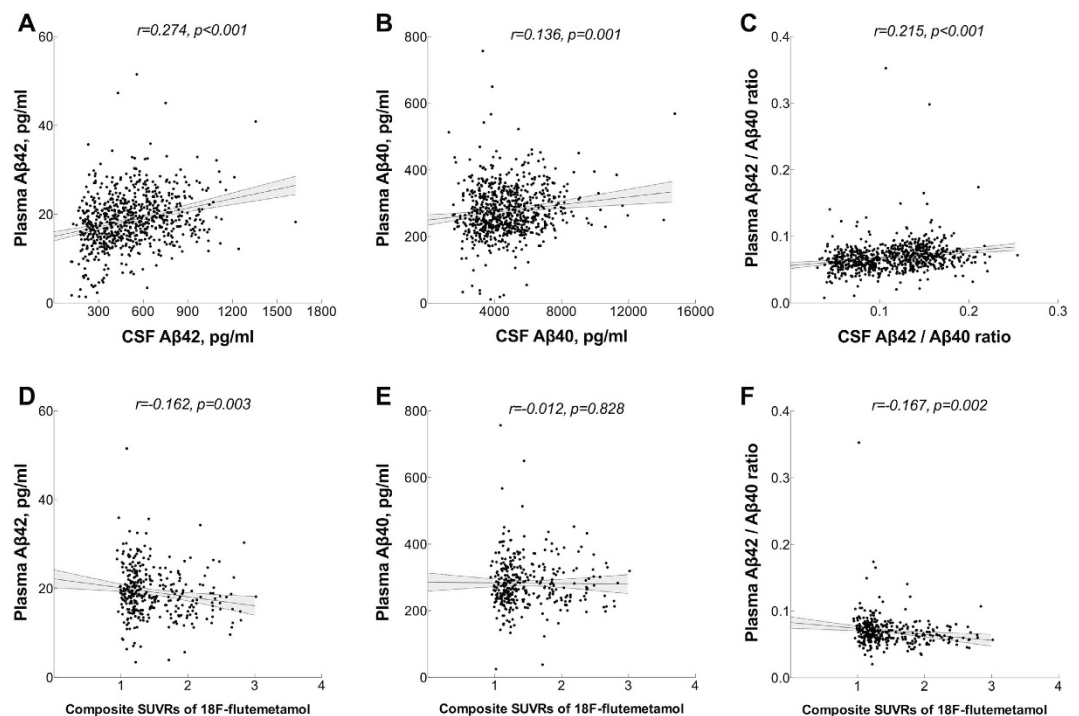 A
r=0.274, p<0.001
Plasma Aβ42, pg/ml
60
40
20
0
300 600 900 1200 1500 1800
CSF Aβ42, pg/ml
B
r=0.136, p=0.001
Plasma Aβ40, pg/ml
800
600
400
200
0
4000 8000 12000 16000
CSF Aβ40, pg/ml
C
r=0.215, p<0.001
Plasma Aβ42 / Aβ40 ratio
0.4
0.3
0.2
0.1
0.0
0.1 0.2 0.3
CSF Aβ42 / Aβ40 ratio
D
r=-0.162, p=0.003
Plasma Aβ42, pg/ml
60
40
20
0
1 2 3 4
Composite SUVRs of 18F-flutemetamol
E
r=-0.012, p=0.828
Plasma Aβ40, pg/ml
800
600
400
200
0
1 2 3 4
Composite SUVRs of 18F-flutemetamol
F
r=-0.167, p=0.002
Plasma Aβ42 / Aβ40 ratio
0.4
0.3
0.2
0.1
0.0
1 2 3 4
Composite SUVRs of 18F-flutemetamol